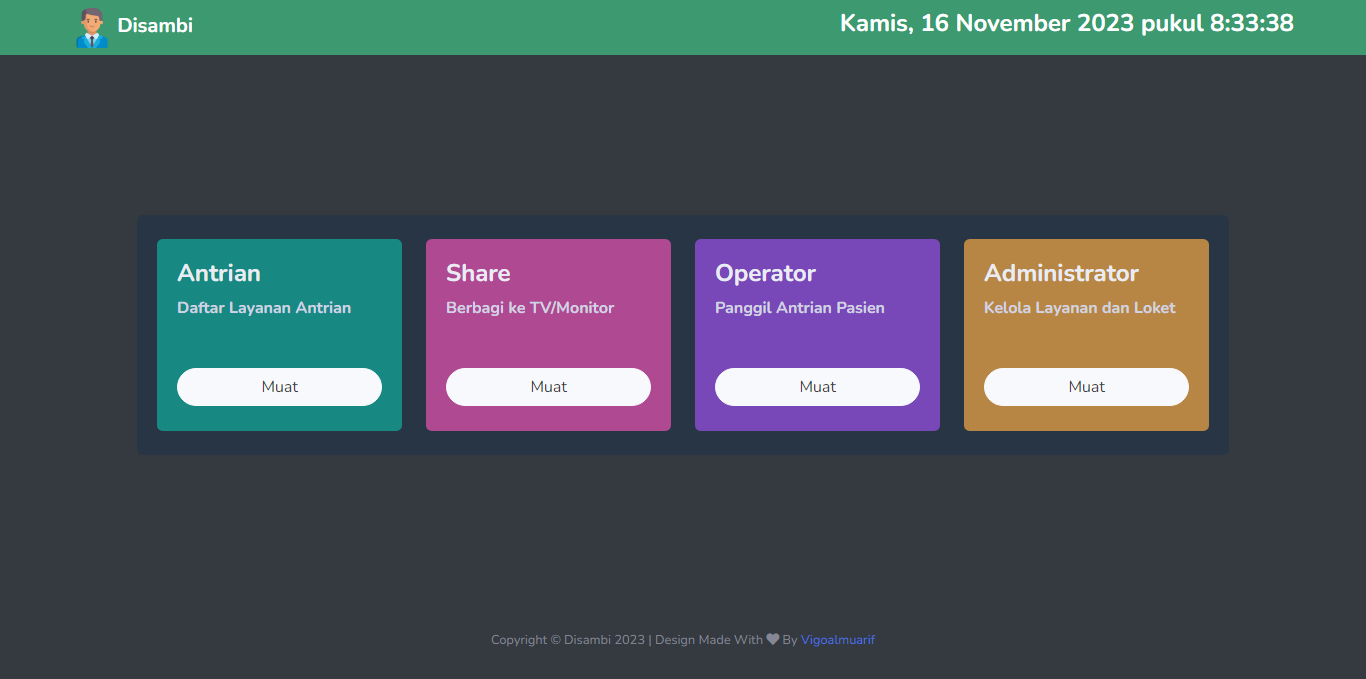 Disambi
Kamis, 16 November 2023 pukul 8:33:38
Antrian
Daftar Layanan Antrian
Muat
Share
Berbagi ke TV/Monitor
Muat
Operator
Panggil Antrian Pasien
Muat
Administrator
Kelola Layanan dan Loket
Muat
Copyright © Disambi 2023 | Design Made With ❤ By Vigoalmuarif